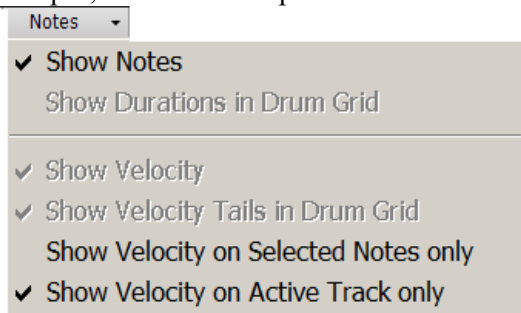 Notes
Show Notes
Show Durations in Drum Grid
Show Velocity
Show Velocity Tails in Drum Grid
Show Velocity on Selected Notes only
Show Velocity on Active Track only